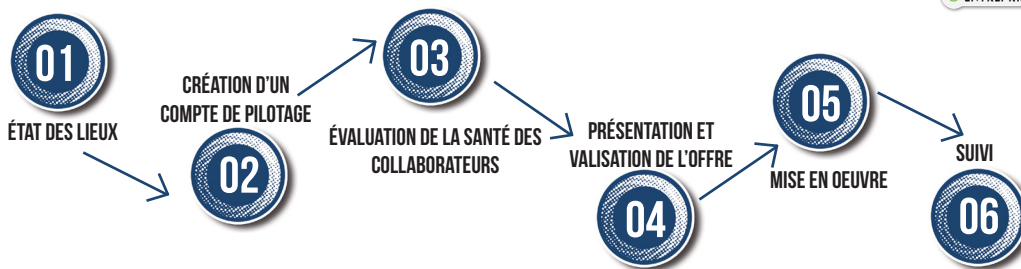 01
ÉTAT DES LIEUX
CRÉATION D'UN
COMPTE DE PILOTAGE
02
03
ÉVALUATION DE LA SANTÉ DES
COLLABORATEURS
PRÉSENTATION ET
VALISATION DE L'OFFRE
04
05
MISE EN OEUVRE
SUIVI
06